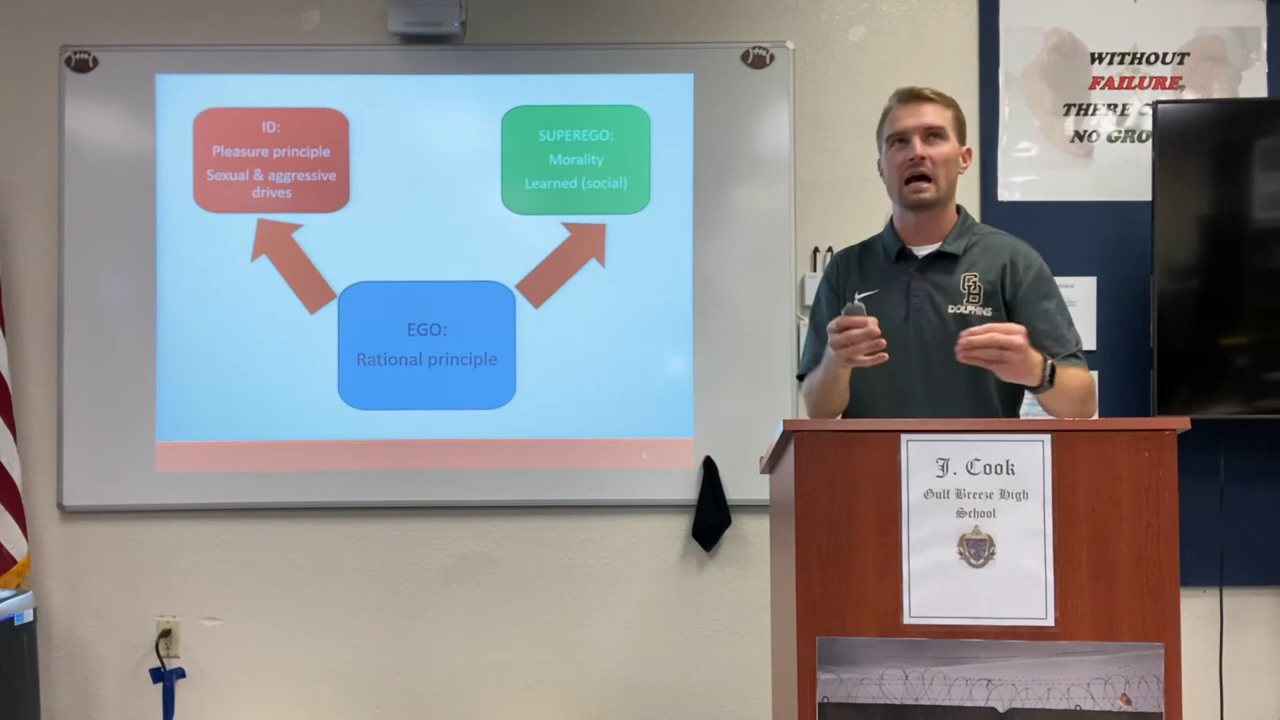 ID:
Pleasure principle
Sexual & aggressive
drives
SUPEREGO:
Morality
Learned (social)
EGO:
Rational principle
WITHOUT
FAILURE,
THERE
NO GRO
GB
DOLPHINS
J. Cook
Gulf Breeze High
School